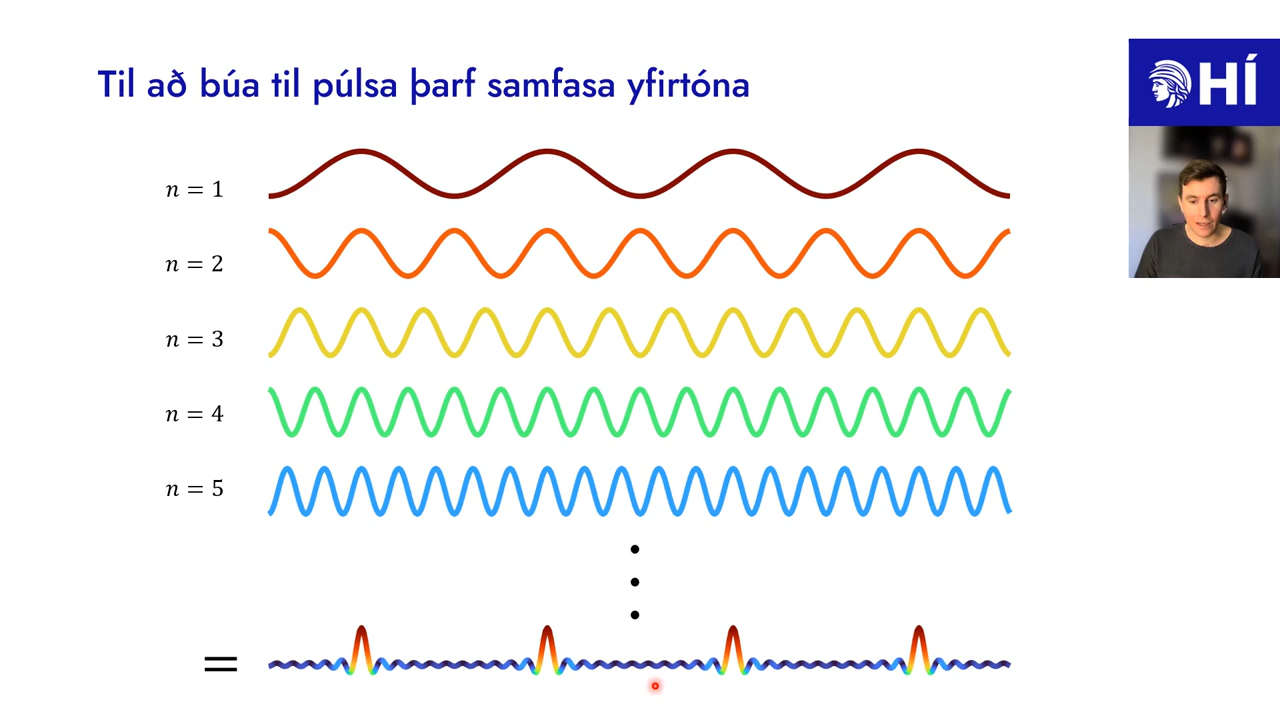 Til að búa til púlsa þarf samfasa yfirtóna
HÍ
n = 1
n = 2
n = 3
n = 4
n = 5
=